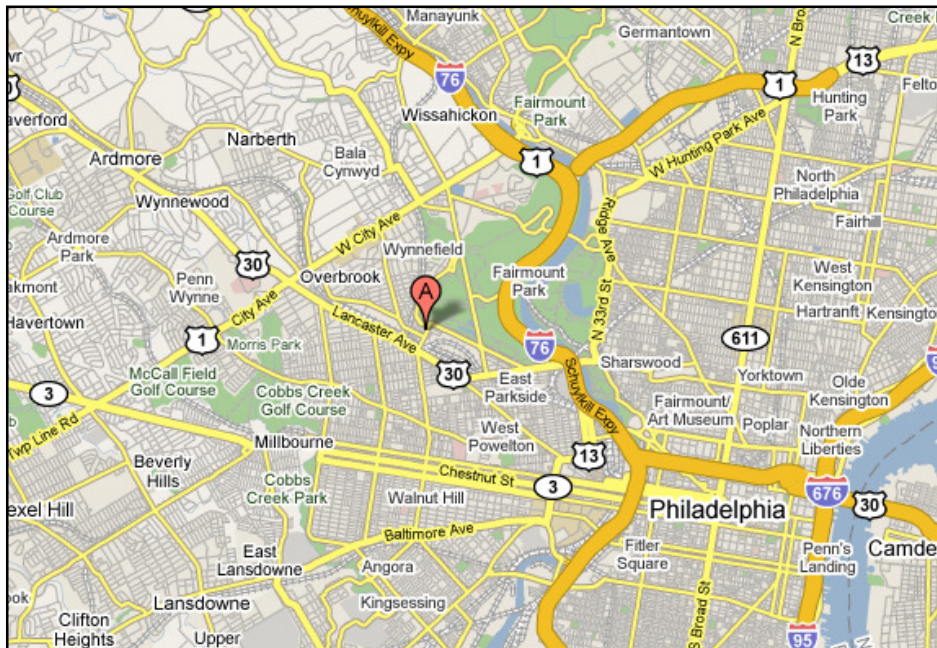 Manayunk
Germantown
Creek
Schuylkill Expy
N Broad
13
76
1
Hunting
Park
Felto
Wissahickon
Fairmount
Park
averford
Narberth
W Hunting Park Ave
Ardmore
Bala
Cynwyd
1
Golf Club
Course
Wynnewood
North
Philadelphia
Ridge Ave
Fairhill
Ardmore
Park
W City Ave
Wynnefield
30
Overbrook
Penn
Wynne
Fairmount
Park
West
Kensington
akmont
A
Hartranft
Kensington
Havertown
City Ave
Lancaster Ave
N 33rd St
1
Morris Park
611
76
McCall Field
Golf Course
30
Sharswood
Yorktown
3
Cobbs Creek
Golf Course
East
Parkside
Schuylkill Expy
Olde
Kensington
Fairmount/
Art Museum
Poplar
Twp Line Rd
Millbourne
West
Powelton
Northern
Liberties
13
Beverly
Hills
Chestnut St
3
Cobbs
Creek Park
Walnut Hill
676
30
exel Hill
Philadelphia
Baltimore Ave
Fitler
Square
Penn's
Landing
Camde
East
Lansdowne
Angora
Lansdowne
Kingsessing
S Broad St
Clifton
Heights
Upper
95